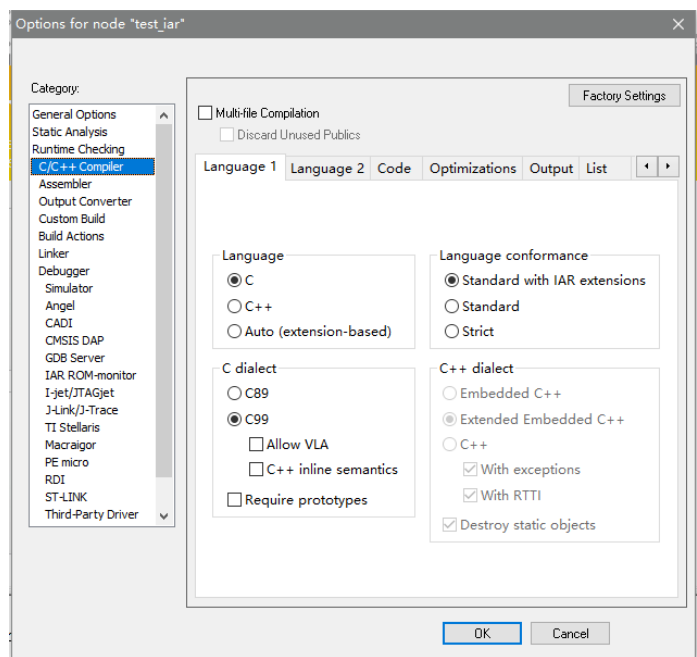 Options for node "test_iar"
Category:
General Options
Static Analysis
Runtime Checking
C/C++ Compiler
Assembler
Output Converter
Custom Build
Build Actions
Linker
Debugger
Simulator
Angel
CADI
CMSIS DAP
GDB Server
IAR ROM-monitor
I-jet/JTAGjet
J-Link/J-Trace
TI Stellaris
Macraigor
PE micro
RDI
ST-LINK
Third-Party Driver
Factory Settings
Multi-file Compilation
Discard Unused Publics
Language 1 Language 2 Code Optimizations Output List
Language
C
C++
Auto (extension-based)
Language conformance
Standard with IAR extensions
Standard
Strict
C dialect
C89
C99
Allow VLA
C++ inline semantics
Require prototypes
C++ dialect
Embedded C++
Extended Embedded C++
C++
With exceptions
With RTTI
Destroy static objects
OK Cancel